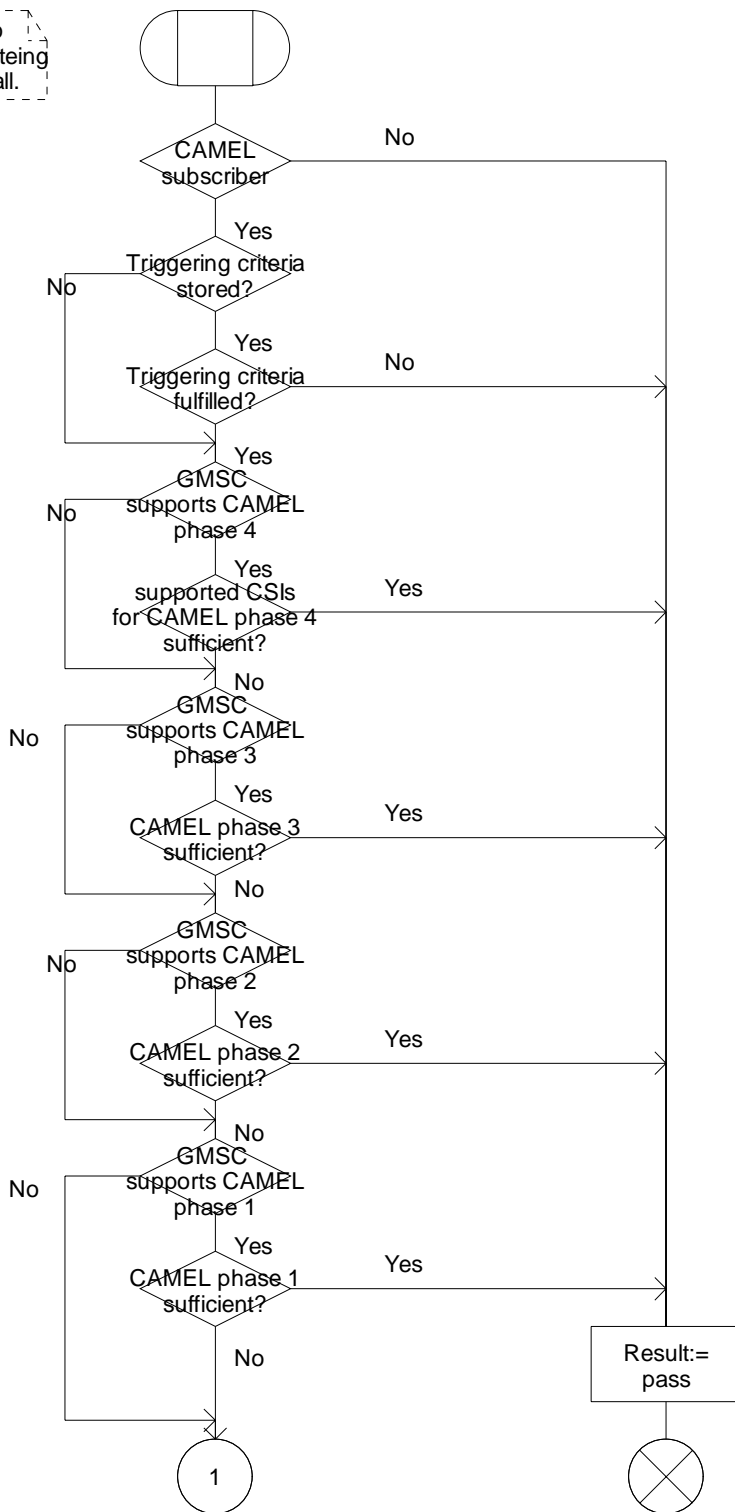 No
CAMEL
subscriber
Yes
Triggering criteria
stored?
No
Yes
Triggering criteria
fulfilled?
No
Yes
GMSC
supports CAMEL
phase 4
No
Yes
supported CSIs
for CAMEL phase 4
sufficient?
Yes
No
GMSC
supports CAMEL
phase 3
No
Yes
CAMEL phase 3
sufficient?
Yes
No
GMSC
supports CAMEL
phase 2
No
Yes
CAMEL phase 2
sufficient?
Yes
No
GMSC
supports CAMEL
phase 1
No
Yes
CAMEL phase 1
sufficient?
Yes
No
Result:=
pass
1